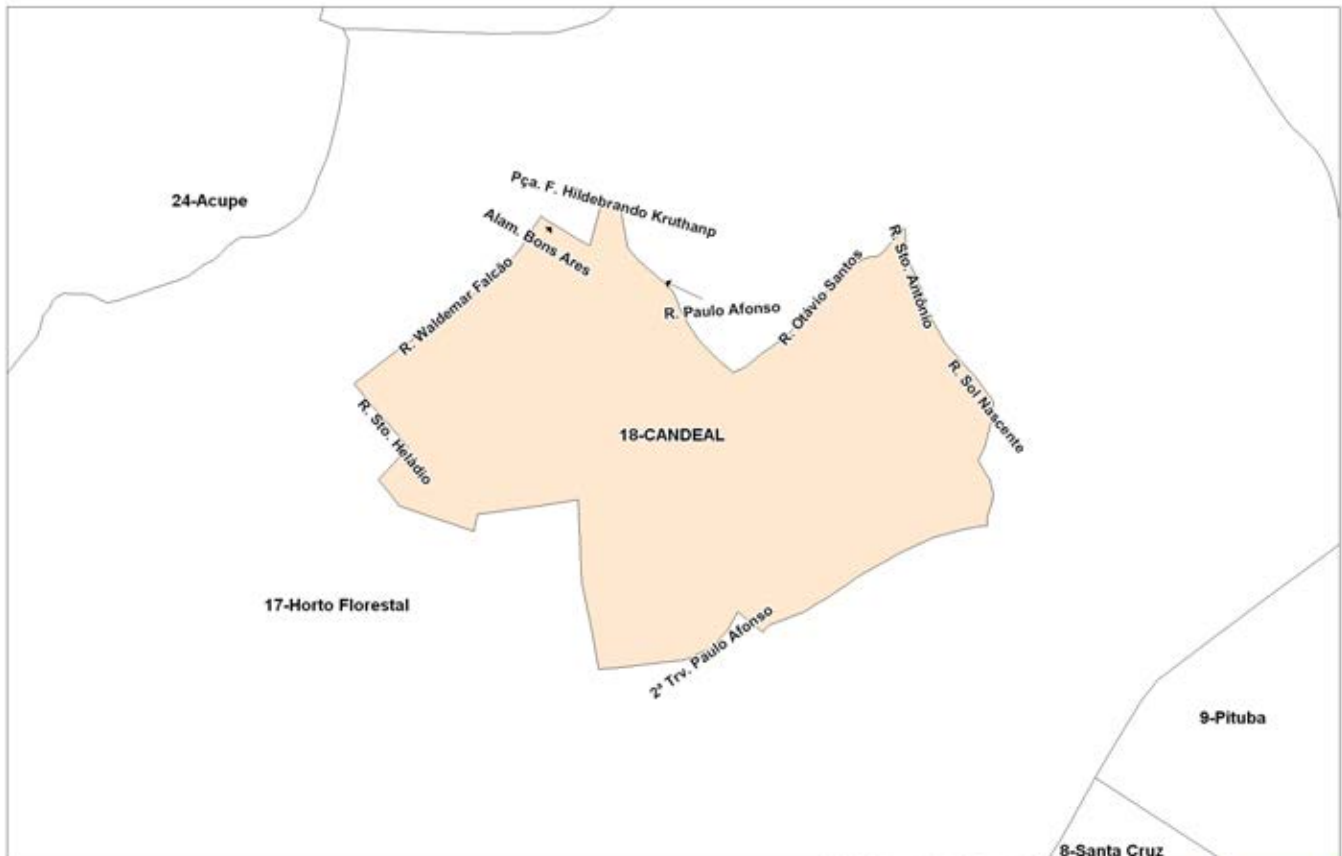 Pça. F. Hildebrando Kruthanp
24-Acupe
Alam. Bons Ares
R. Sto. Antônio
R. Waldemar Falcão
R. Otávio Santos
R. Paulo Afonso
R. Sol Nascente
R. Sto. Heládio
18-CANDEAL
17-Horto Florestal
2ª Trv. Paulo Afonso
9-Pituba
8-Santa Cruz